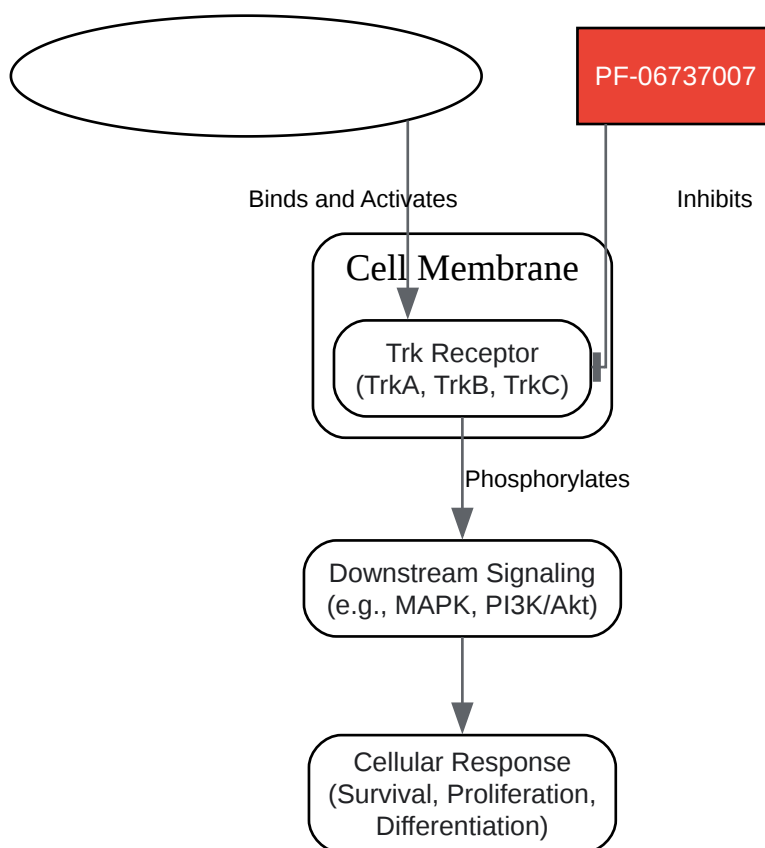 PF-06737007
Binds and Activates
Inhibits
Cell Membrane
Trk Receptor
(TrkA, TrkB, TrkC)
Phosphorylates
Downstream Signaling
(e.g., MAPK, PI3K/Akt)
Cellular Response
(Survival, Proliferation,
Differentiation)